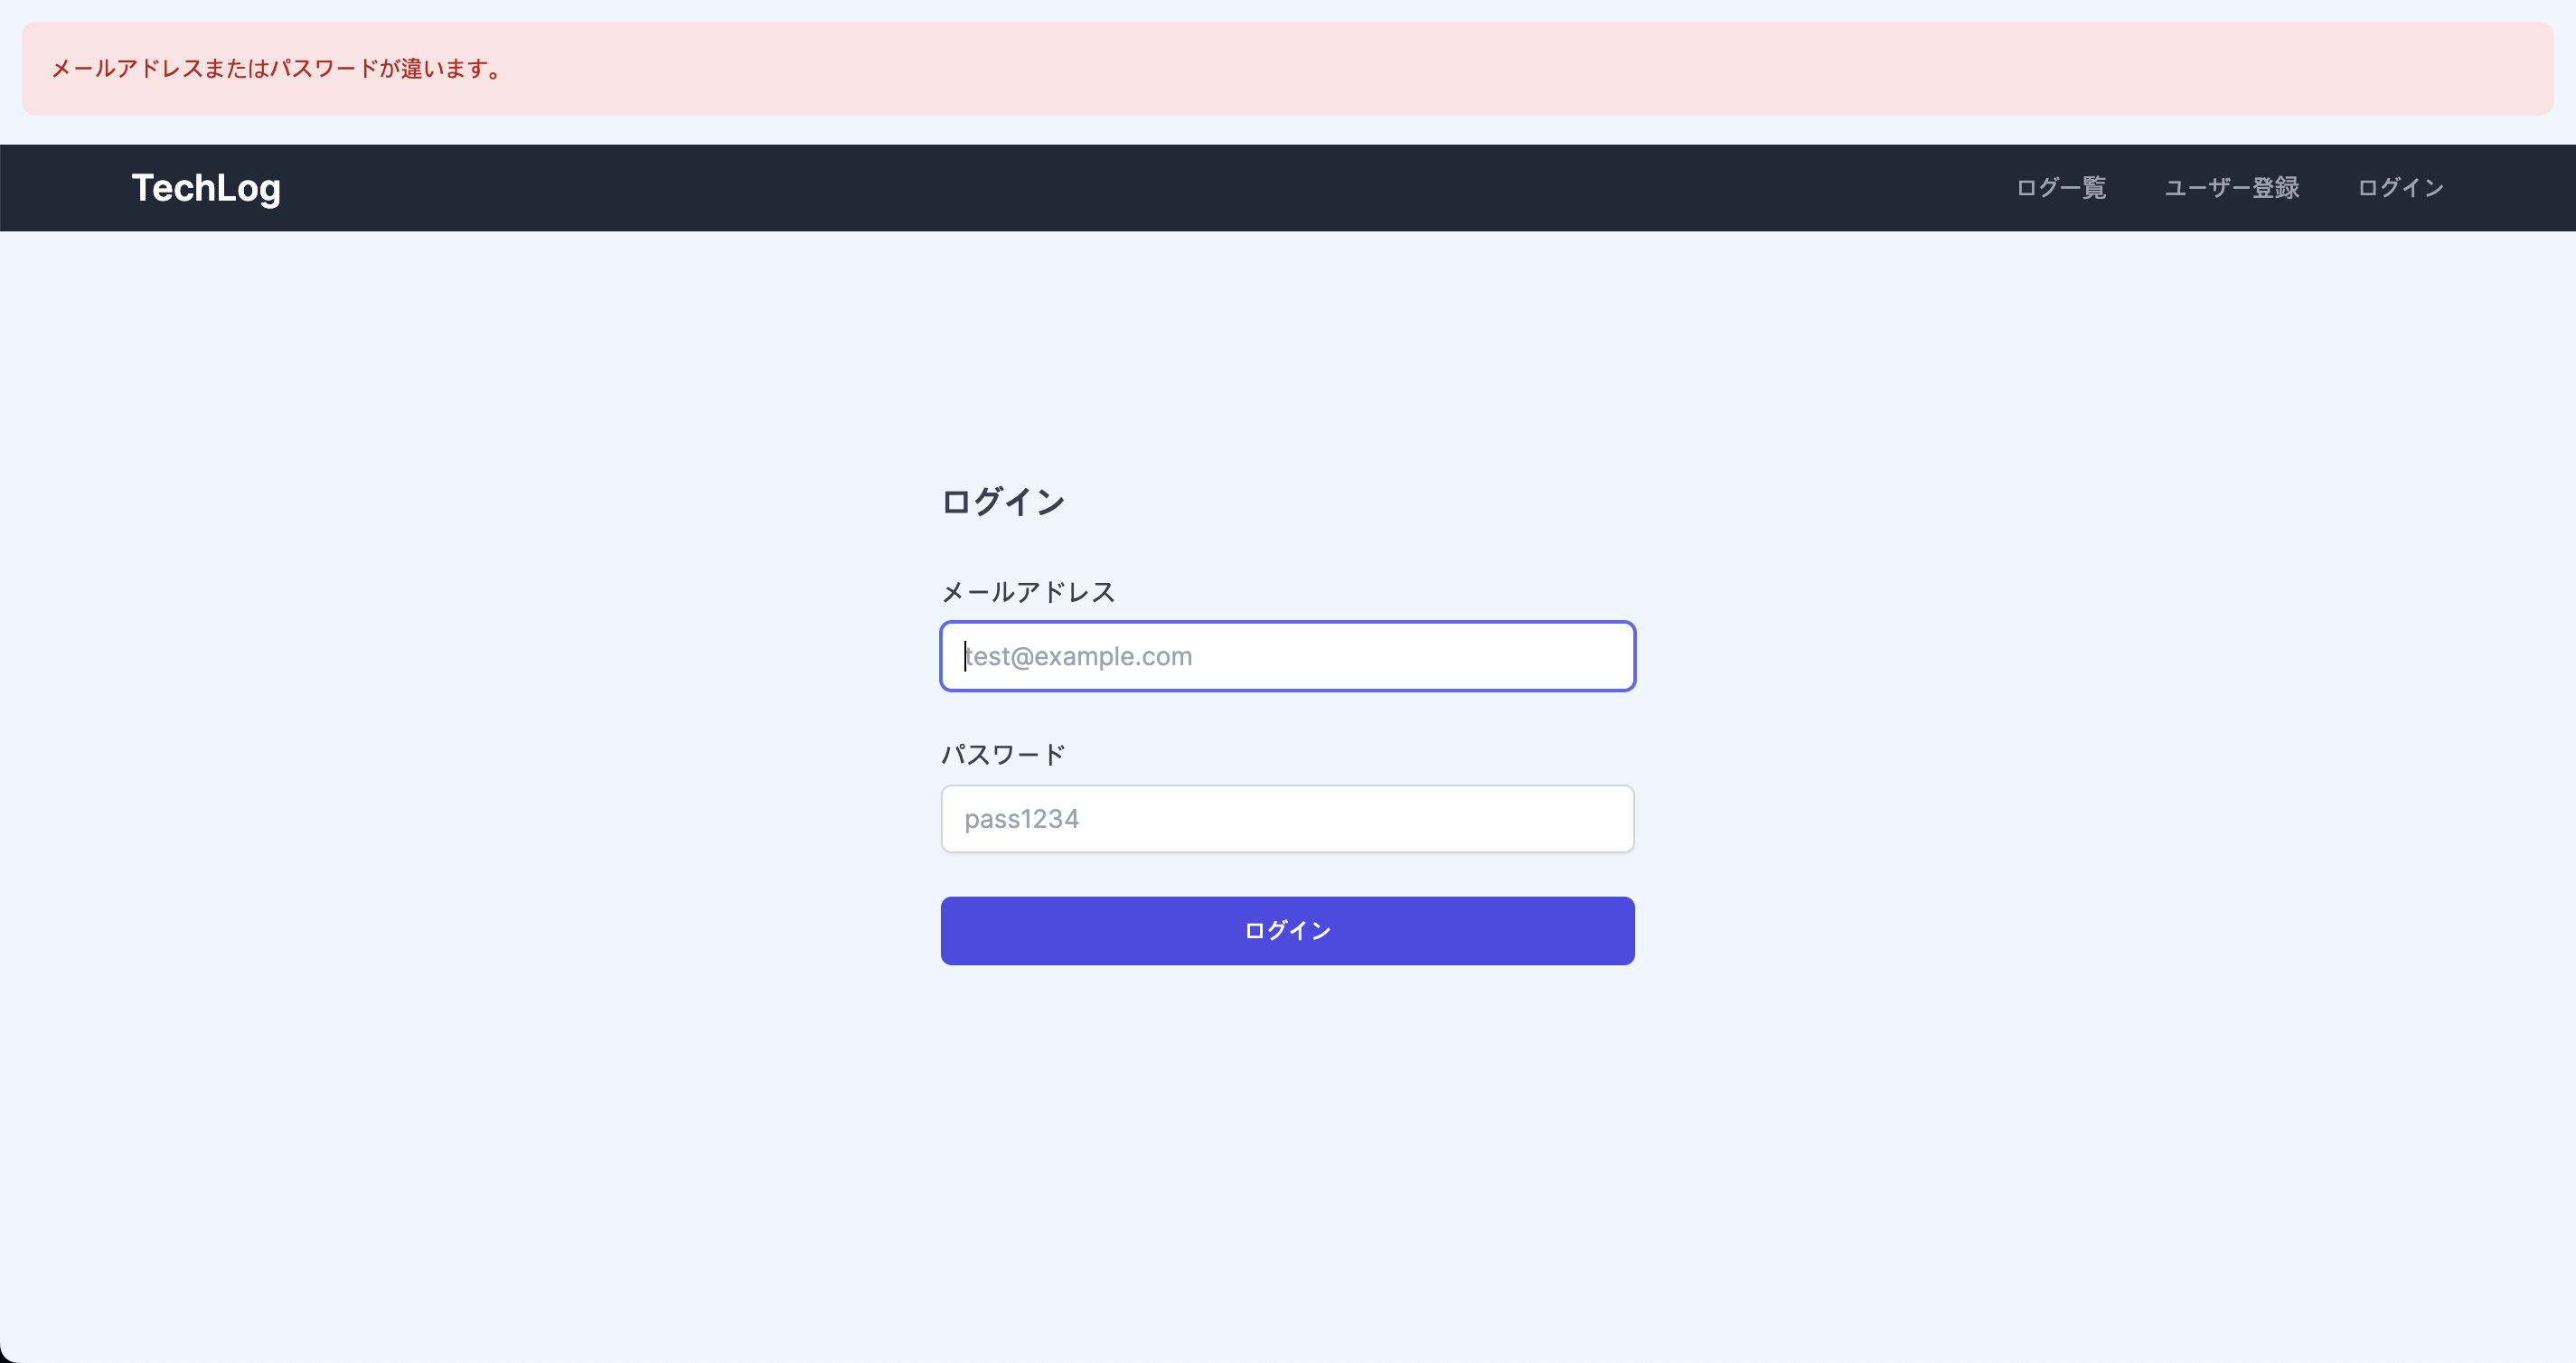 メールアドレスまたはパスワードが違います。
TechLog ログ一覧 ユーザー登録 ログイン
ログイン
メールアドレス
test@example.com
パスワード
pass1234
ログイン